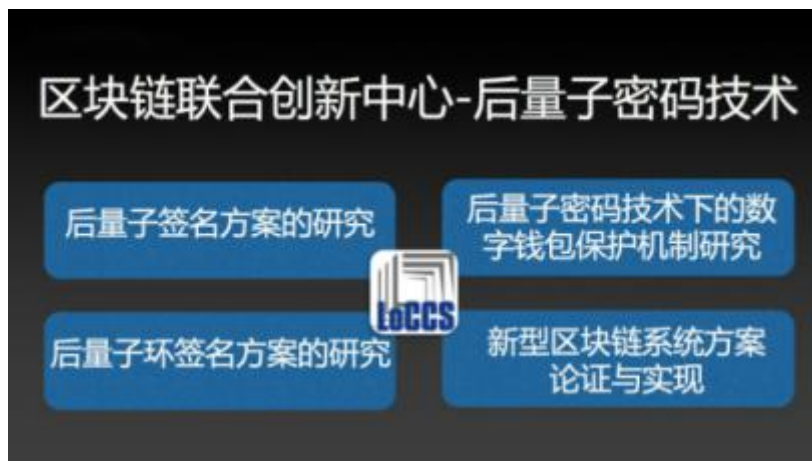 区块链联合创新中心-后量子密码技术
后量子签名方案的研究
后量子密码技术下的数
字钱包保护机制研究
LoCCS
后量子环签名方案的研究
新型区块链系统方案
论证与实现